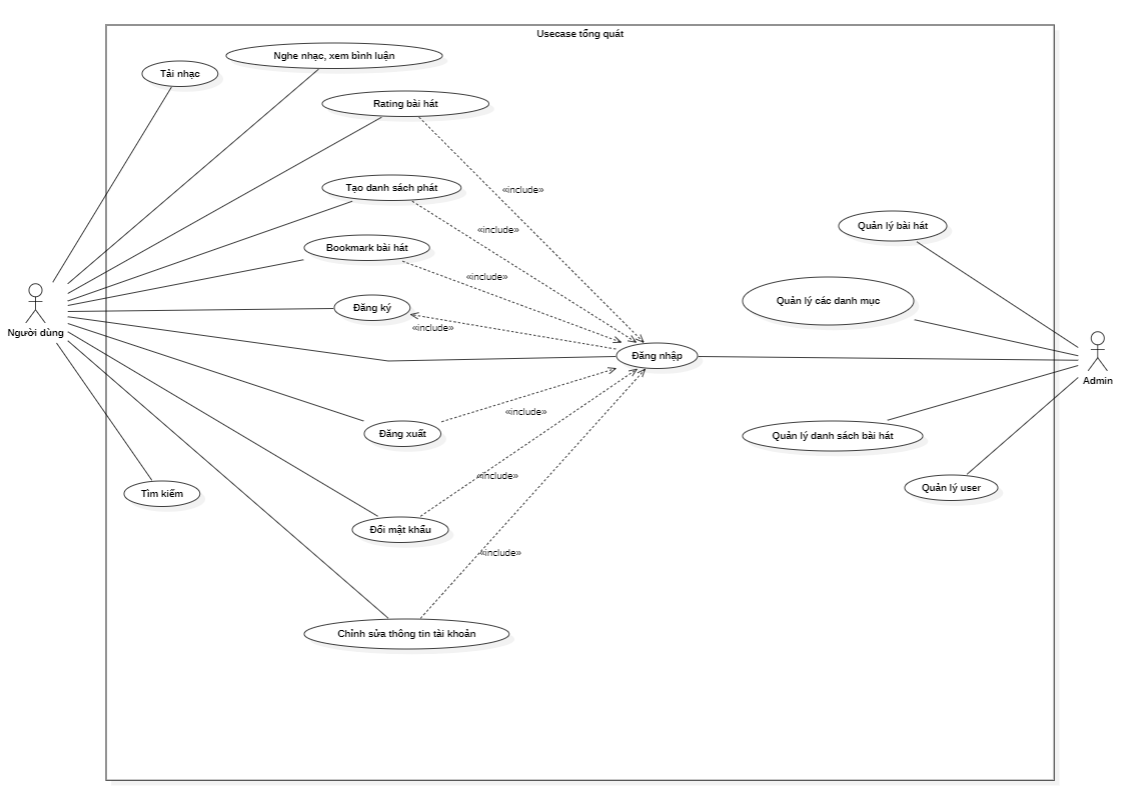 Usecase tổng quát
Nghe nhạc, xem bình luận
Tải nhạc
Rating bài hát
Tạo danh sách phát
«include»
Quản lý bài hát
«include»
Bookmark bài hát
«include»
Quản lý các danh mục
Đăng ký
«include»
Người dùng
Đăng nhập
Admin
«include»
Đăng xuất
Quản lý danh sách bài hát
«include»
Quản lý user
Tìm kiếm
Đổi mật khẩu
«include»
Chỉnh sửa thông tin tài khoản